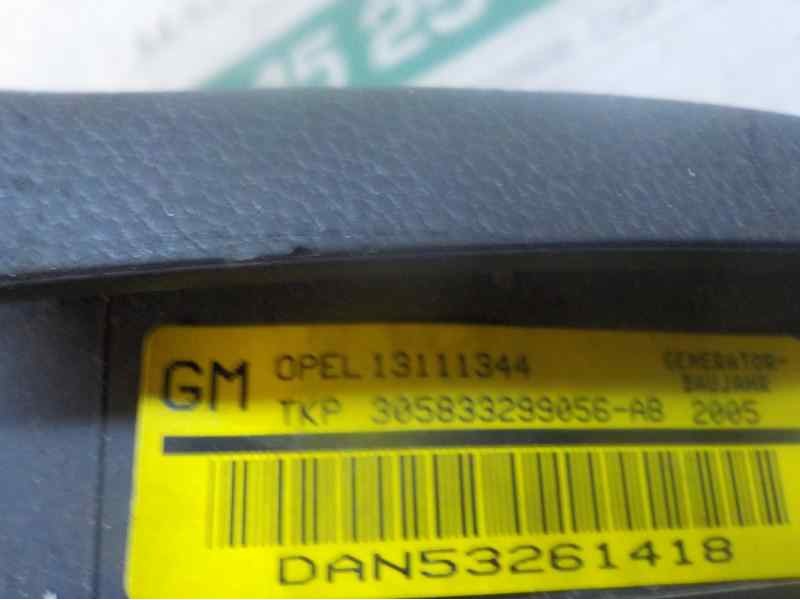 GM OPEL 13111344 GENERATOR-
BAUJAHR
TKP 305833299056-AB 2005
DAN53261418